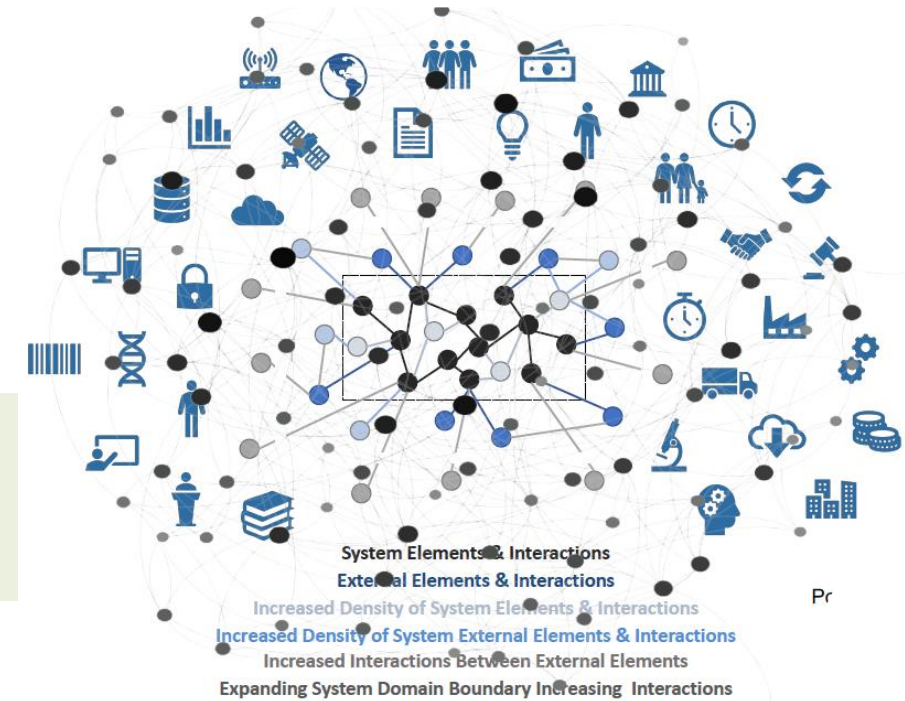 System Elements & Interactions
External Elements & Interactions
Increased Density of System Elements & Interactions
Increased Density of System External Elements & Interactions
Increased Interactions Between External Elements
Expanding System Domain Boundary Increasing Interactions